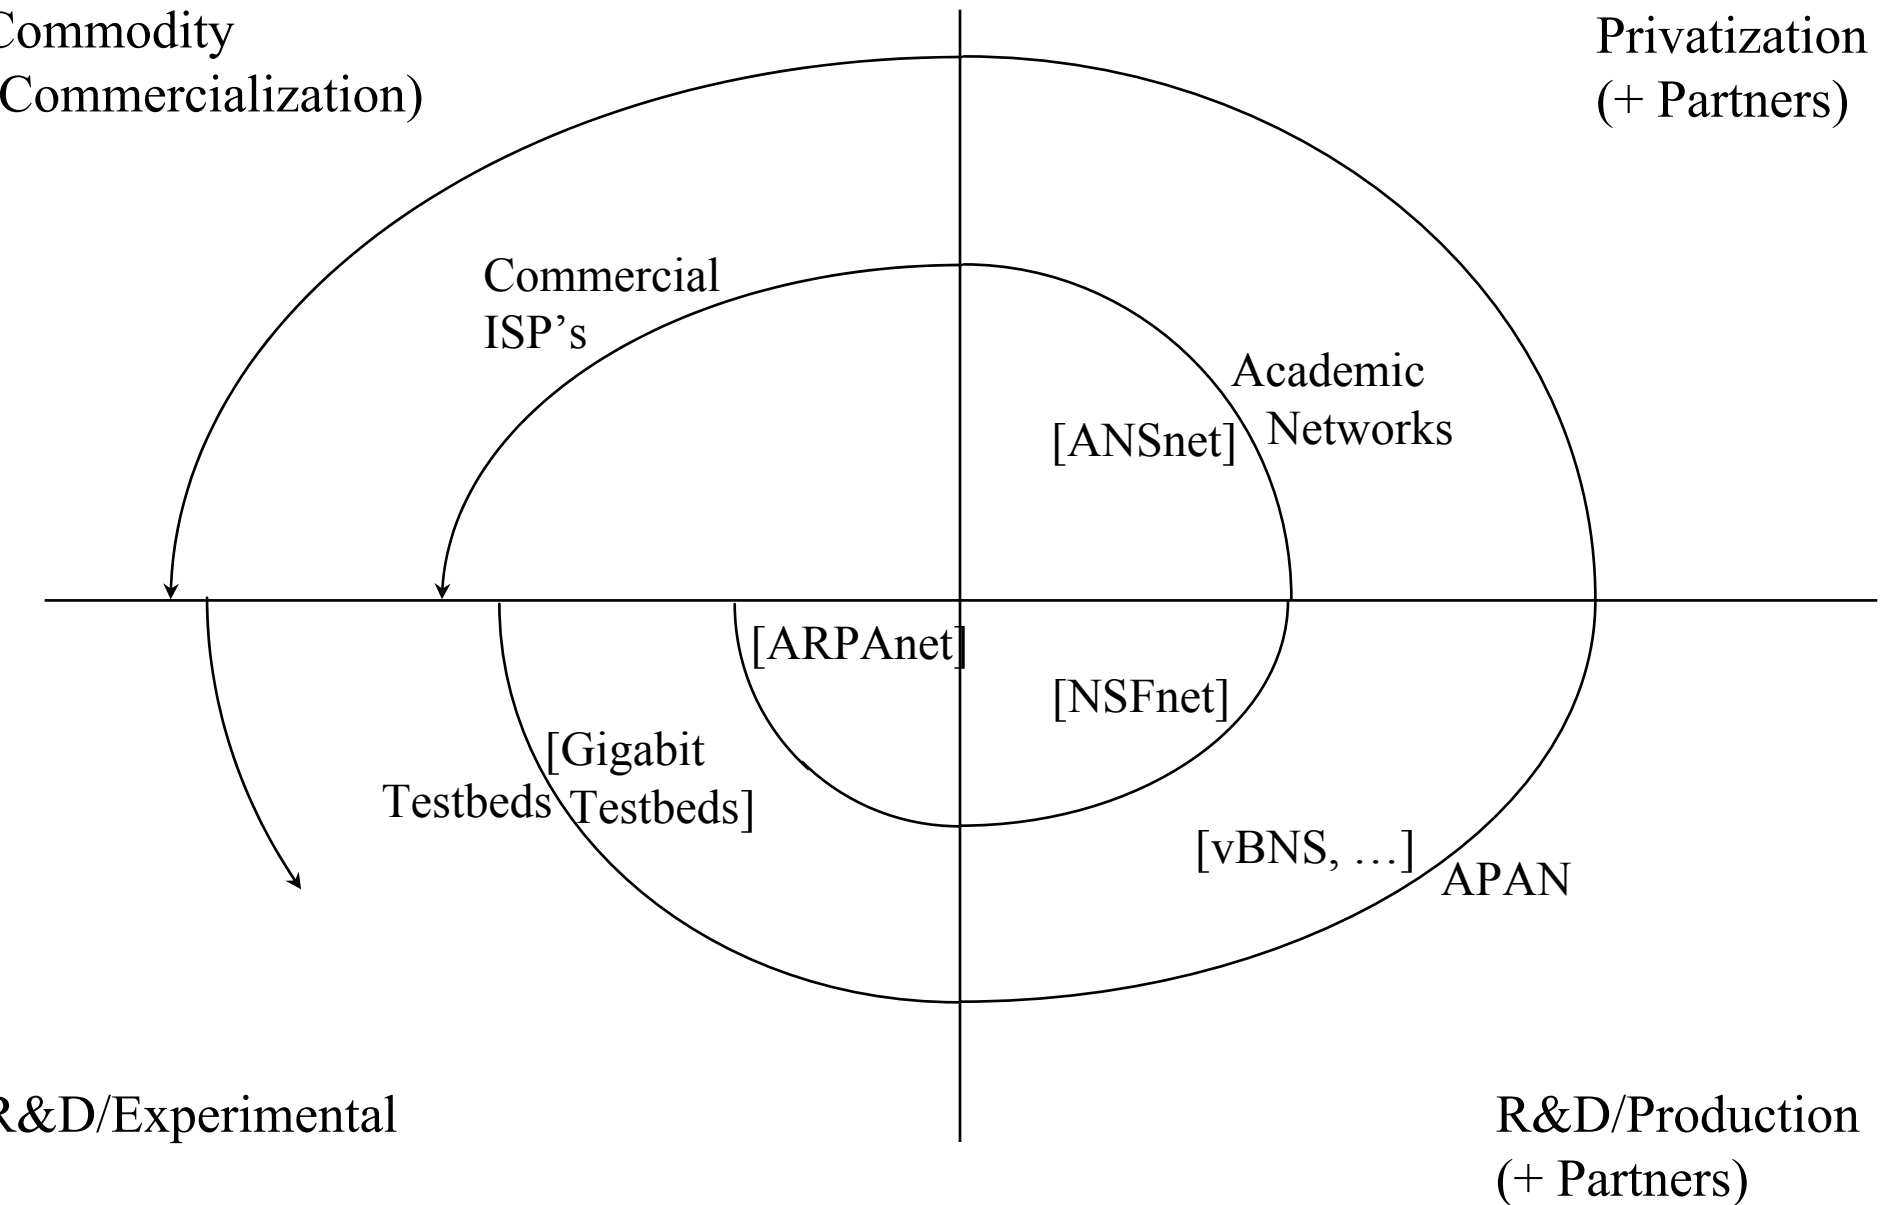 Commodity
(Commercialization)
Privatization
(+ Partners)
Commercial
ISP’s
Academic
Networks
[ANSnet]
[ARPAnet]
[NSFnet]
[Gigabit
Testbeds]
Testbeds
[vBNS, …]
APAN
R&D/Experimental
R&D/Production
(+ Partners)